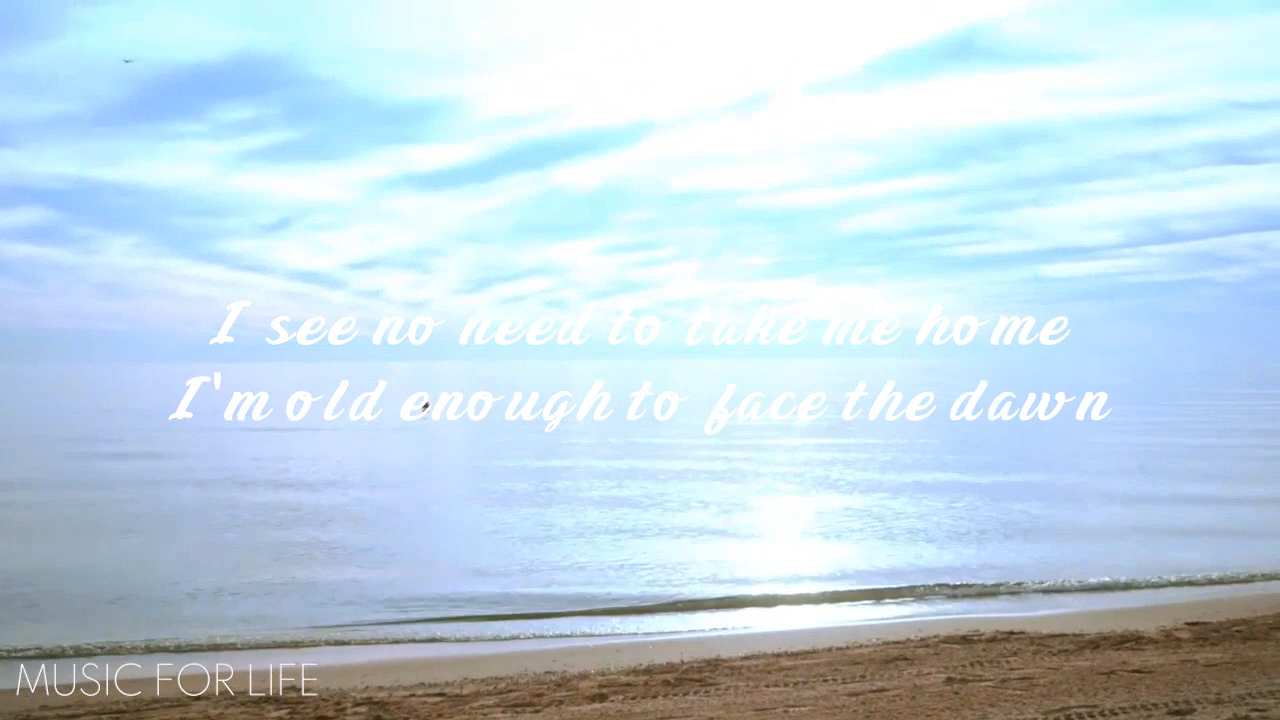 I see no need to take me home
I'm old enough to face the dawn
MUSIC FOR LIFE